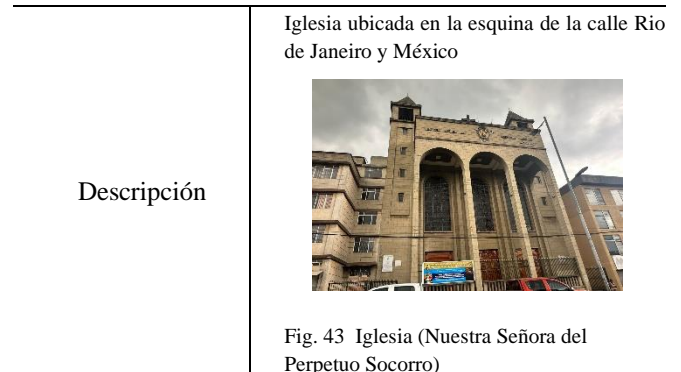 Iglesia ubicada en la esquina de la calle Rio
de Janeiro y México
Descripción
Fig. 43 Iglesia (Nuestra Señora del
Perpetuo Socorro)